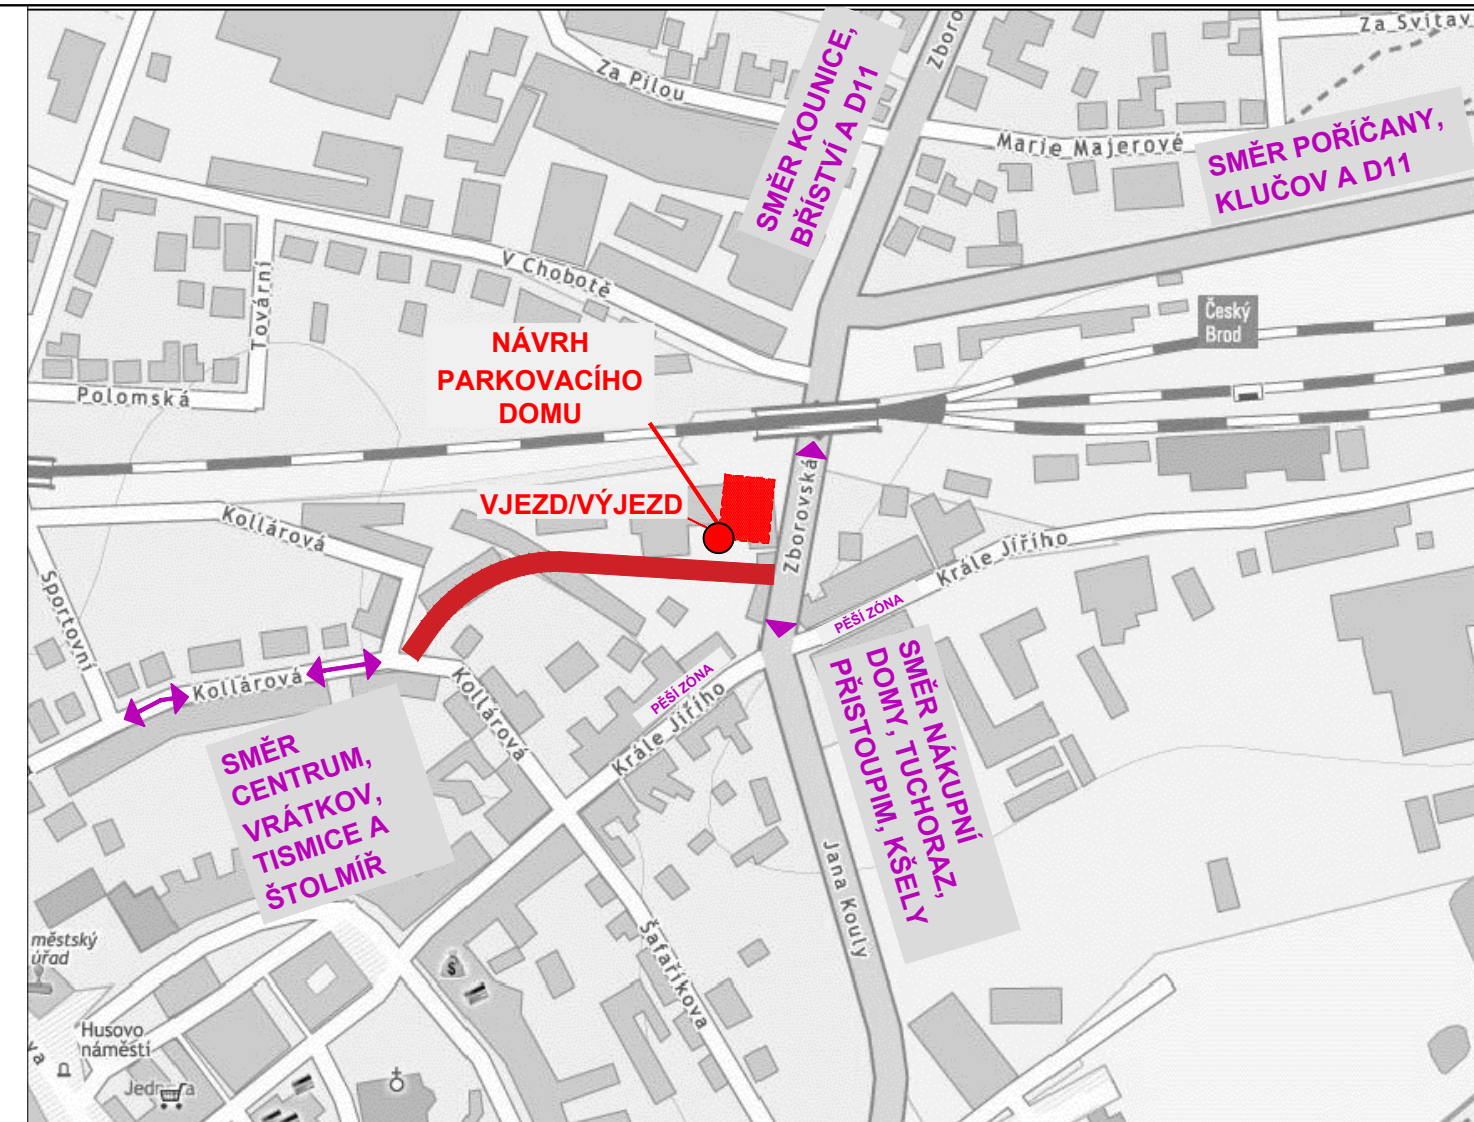 Za Svitav
Zboro
SMĚR KOUNICE,
BŘÍSTVÍ A D11
Za Pilou
Marie Majerové
SMĚR POŘÍČANY,
KLUČOV A D11
V Chobotě
Tovární
Český
Brod
NÁVRH
PARKOVACÍHO
DOMU
Polomská
VJEZD/VÝJEZD
Zborovská
Kollárová
Krále Jiřího
Sportovní
PĚŠÍ ZÓNA
PĚŠÍ ZÓNA
Kollárová
Kollárová
Krále Jiřího
SMĚR NÁKUPNÍ
DOMY, TUCHORAZ,
PŘISTOUPIM, KŠELY
SMĚR
CENTRUM,
VRÁTKOV,
TISMICE A
ŠTOLMÍŘ
Jana Kouly
Šafaříkova
městský
úřad
$
Husovo
náměstí